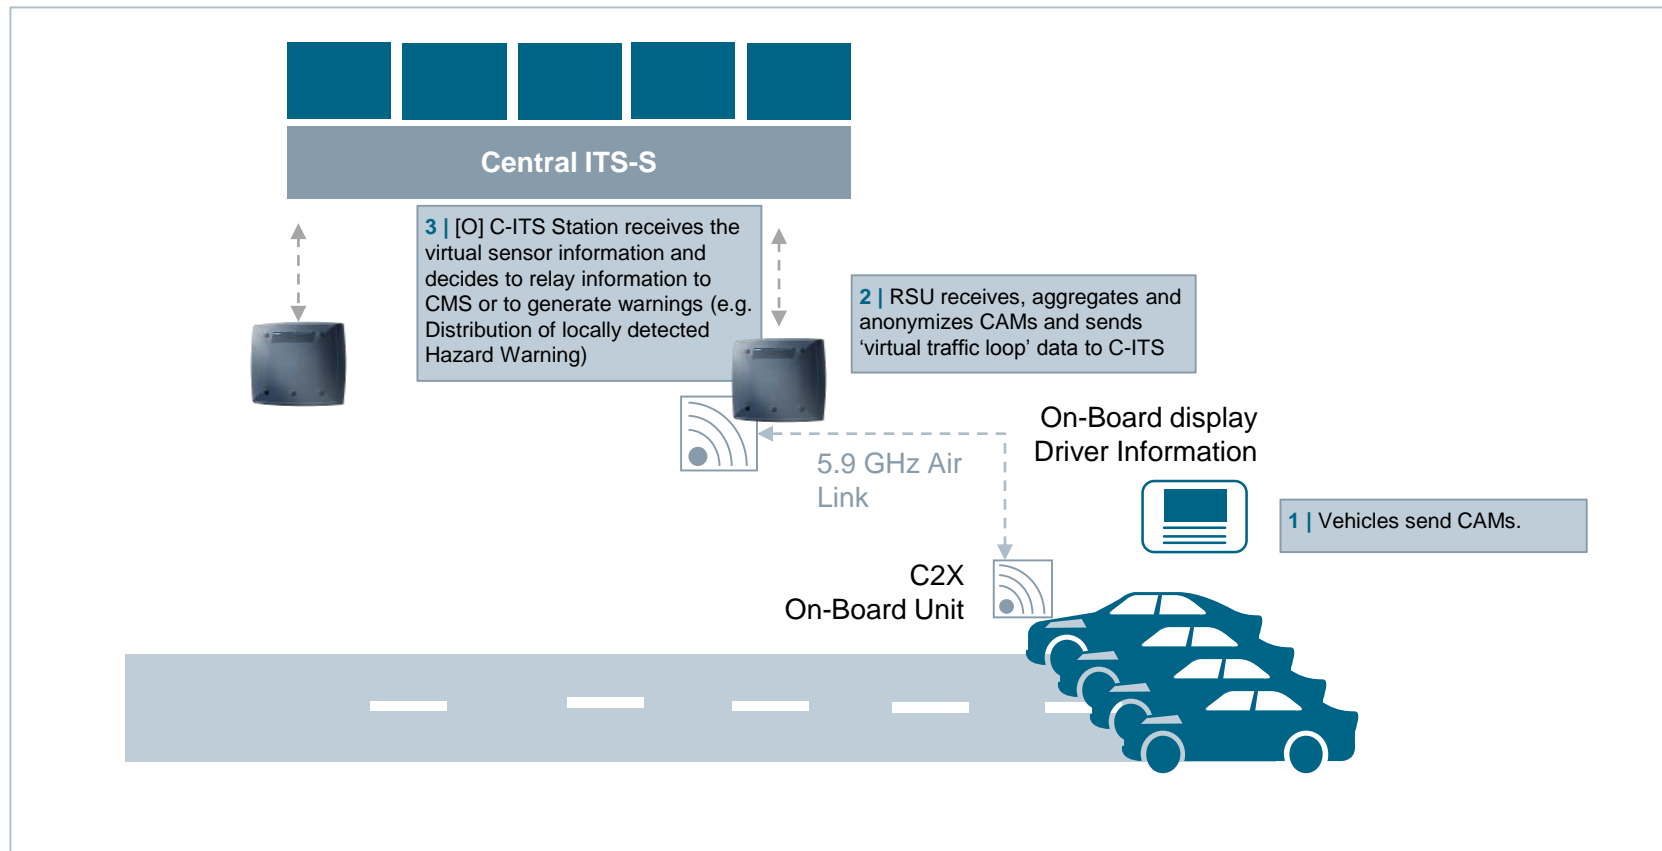 Central ITS-S
3 | [O] C-ITS Station receives the
virtual sensor information and
decides to relay information to
CMS or to generate warnings (e.g.
Distribution of locally detected
Hazard Warning)
2 | RSU receives, aggregates and
anonymizes CAMs and sends
‘virtual traffic loop’ data to C-ITS
On-Board display
Driver Information
5.9 GHz Air
Link
1 | Vehicles send CAMs.
C2X
On-Board Unit